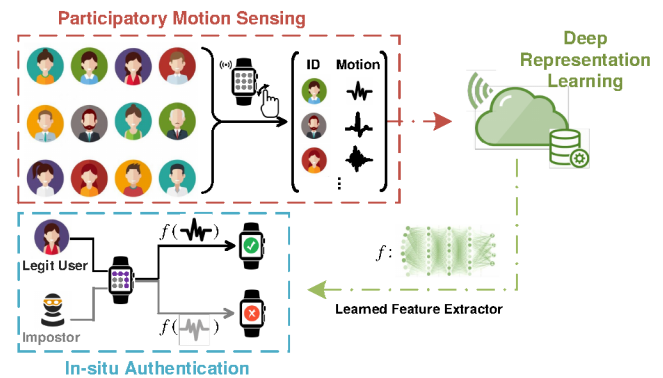 Participatory Motion Sensing
ID Motion
⋮
Deep
Representation
Learning
Legit User
Impostor
f( )
f( )
f:
Learned Feature Extractor
In-situ Authentication